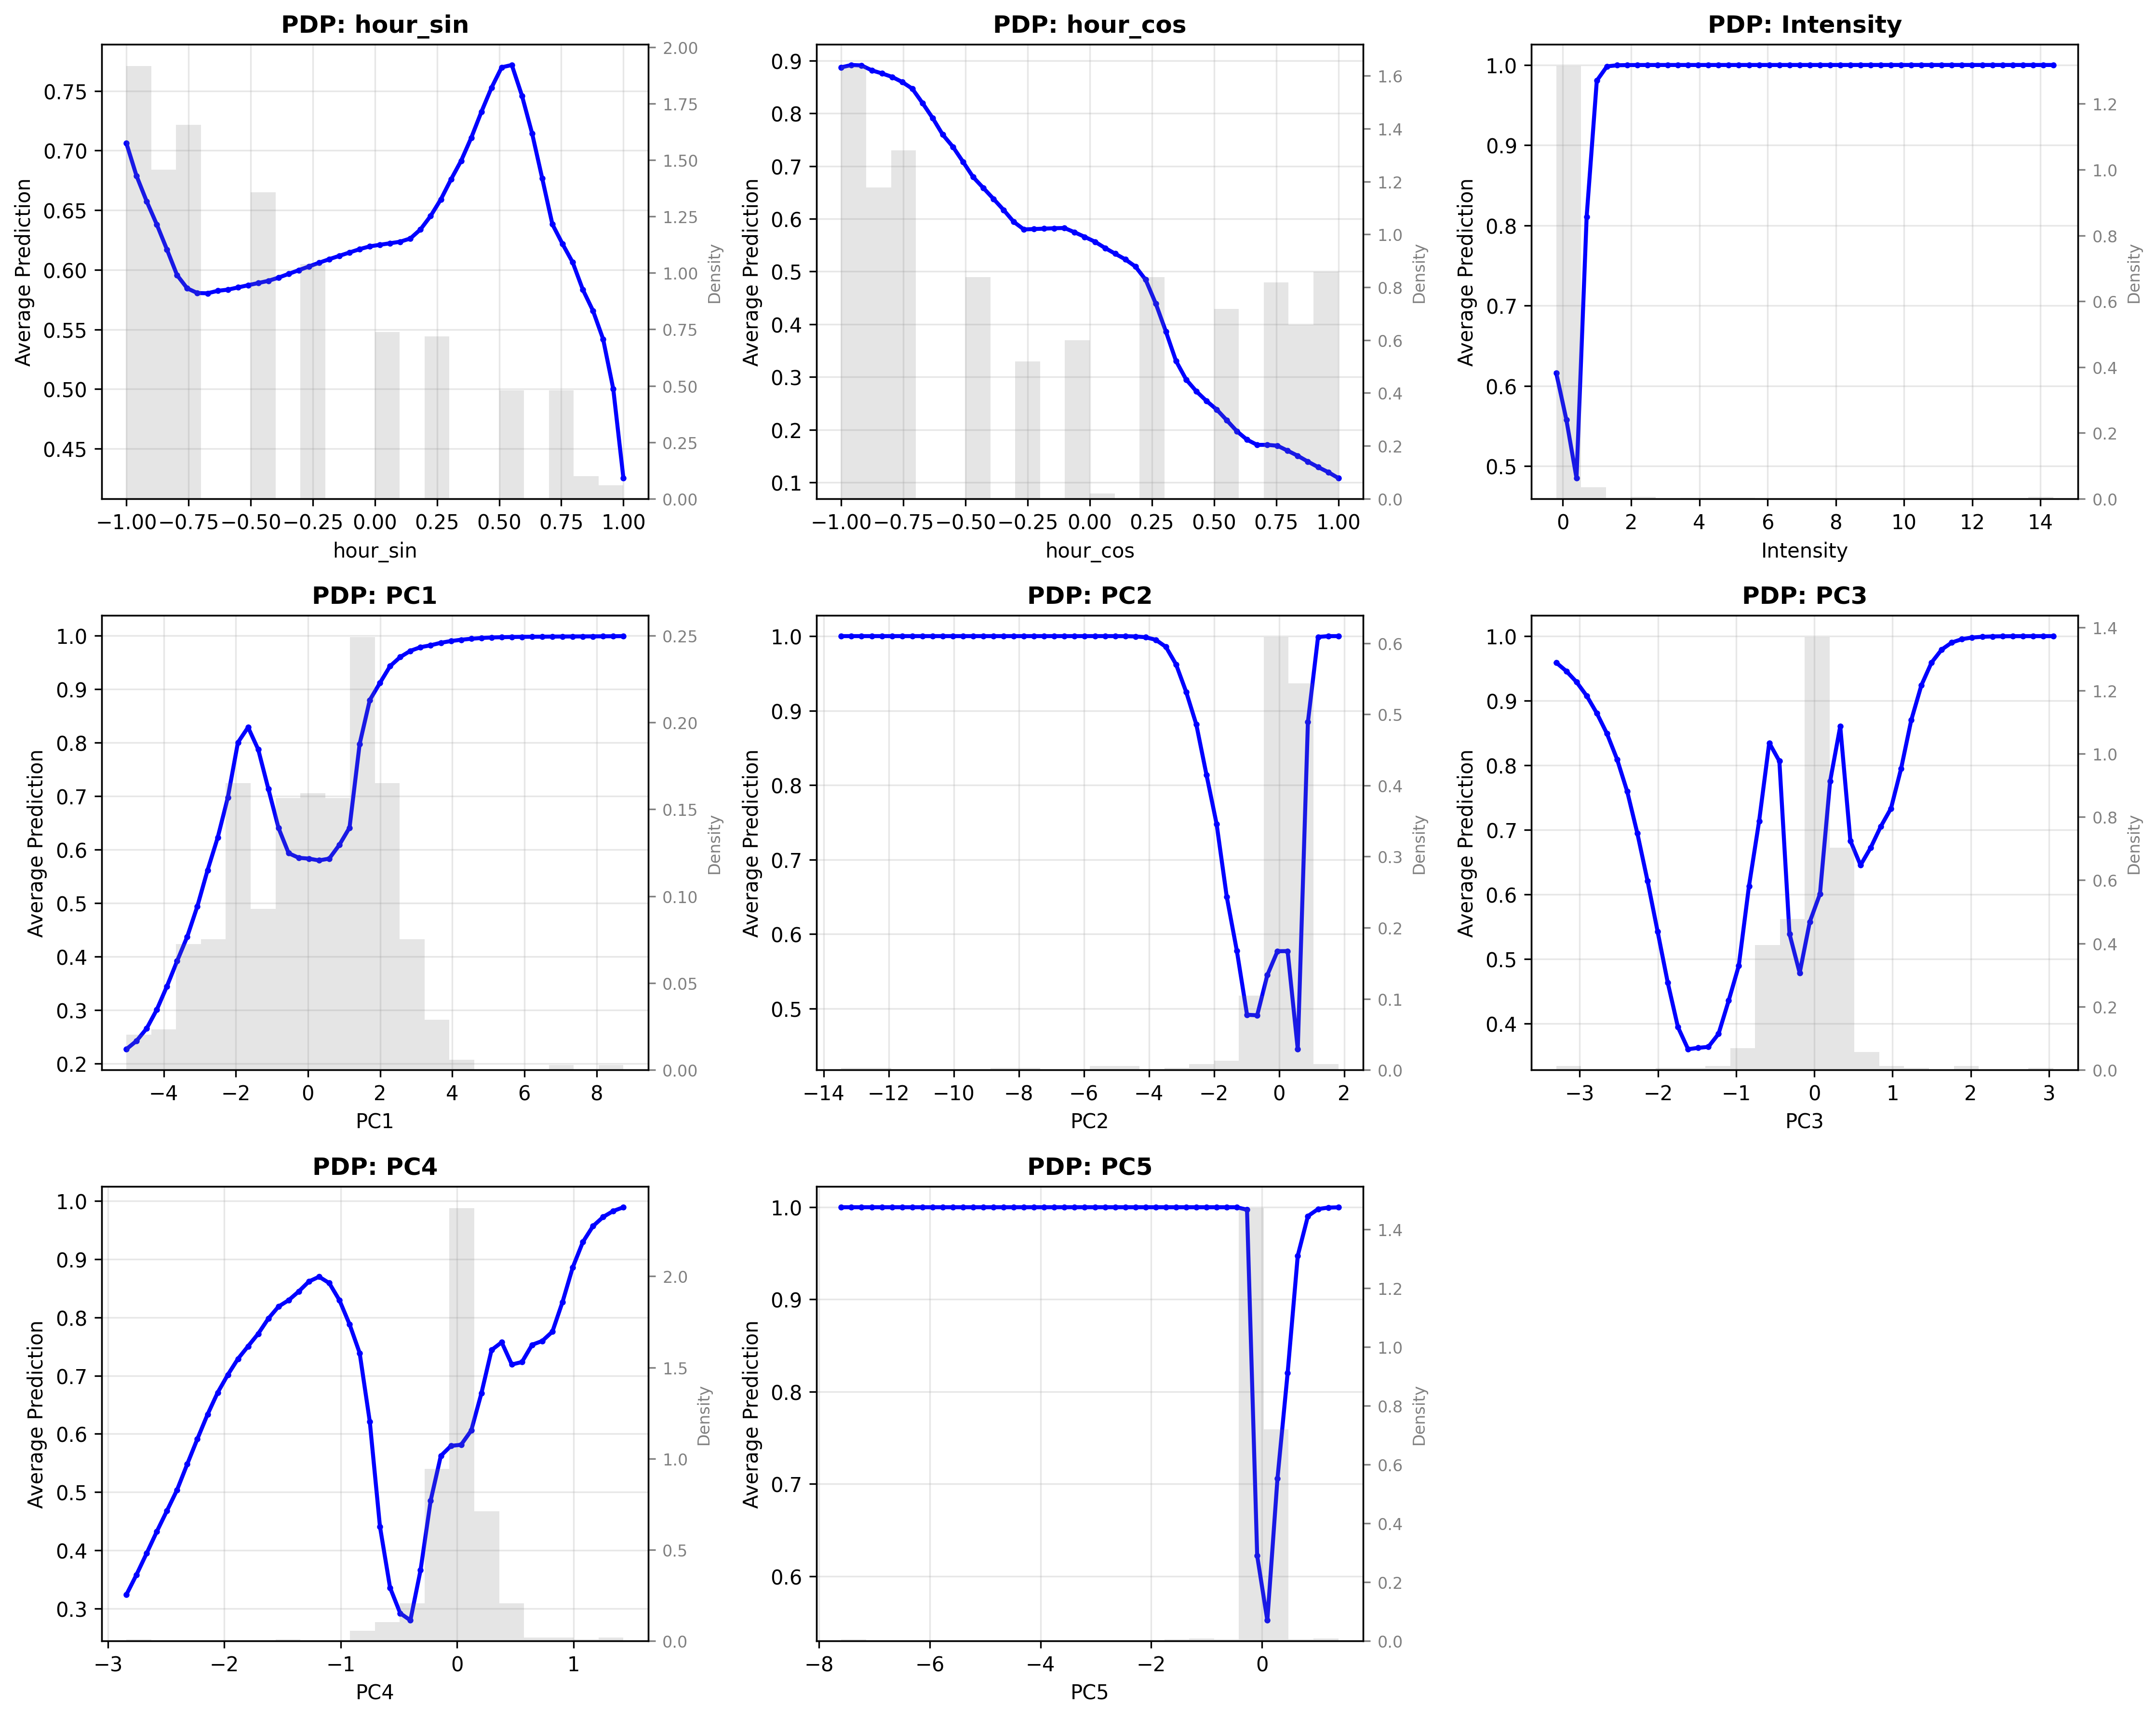 PDP: hour_sin
Average Prediction
0.75
0.70
0.65
0.60
0.55
0.50
0.45
2.00
1.75
1.50
1.25
1.00
0.75
0.50
0.25
0.00
Density
−1.00 −0.75 −0.50 −0.25 0.00 0.25 0.50 0.75 1.00
hour_sin
PDP: hour_cos
Average Prediction
0.9
0.8
0.7
0.6
0.5
0.4
0.3
0.2
0.1
1.6
1.4
1.2
1.0
0.8
0.6
0.4
0.2
0.0
Density
−1.00 −0.75 −0.50 −0.25 0.00 0.25 0.50 0.75 1.00
hour_cos
PDP: Intensity
Average Prediction
1.0
0.9
0.8
0.7
0.6
0.5
1.2
1.0
0.8
0.6
0.4
0.2
0.0
Density
0 2 4 6 8 10 12 14
Intensity
PDP: PC1
Average Prediction
1.0
0.9
0.8
0.7
0.6
0.5
0.4
0.3
0.2
0.25
0.20
0.15
0.10
0.05
0.00
Density
−4 −2 0 2 4 6 8
PC1
PDP: PC2
Average Prediction
1.0
0.9
0.8
0.7
0.6
0.5
0.6
0.5
0.4
0.3
0.2
0.1
0.0
Density
−14 −12 −10 −8 −6 −4 −2 0 2
PC2
PDP: PC3
Average Prediction
1.0
0.9
0.8
0.7
0.6
0.5
0.4
1.4
1.2
1.0
0.8
0.6
0.4
0.2
0.0
Density
−3 −2 −1 0 1 2 3
PC3
PDP: PC4
Average Prediction
1.0
0.9
0.8
0.7
0.6
0.5
0.4
0.3
2.0
1.5
1.0
0.5
0.0
Density
−3 −2 −1 0 1
PC4
PDP: PC5
Average Prediction
1.0
0.9
0.8
0.7
0.6
1.4
1.2
1.0
0.8
0.6
0.4
0.2
0.0
Density
−8 −6 −4 −2 0
PC5